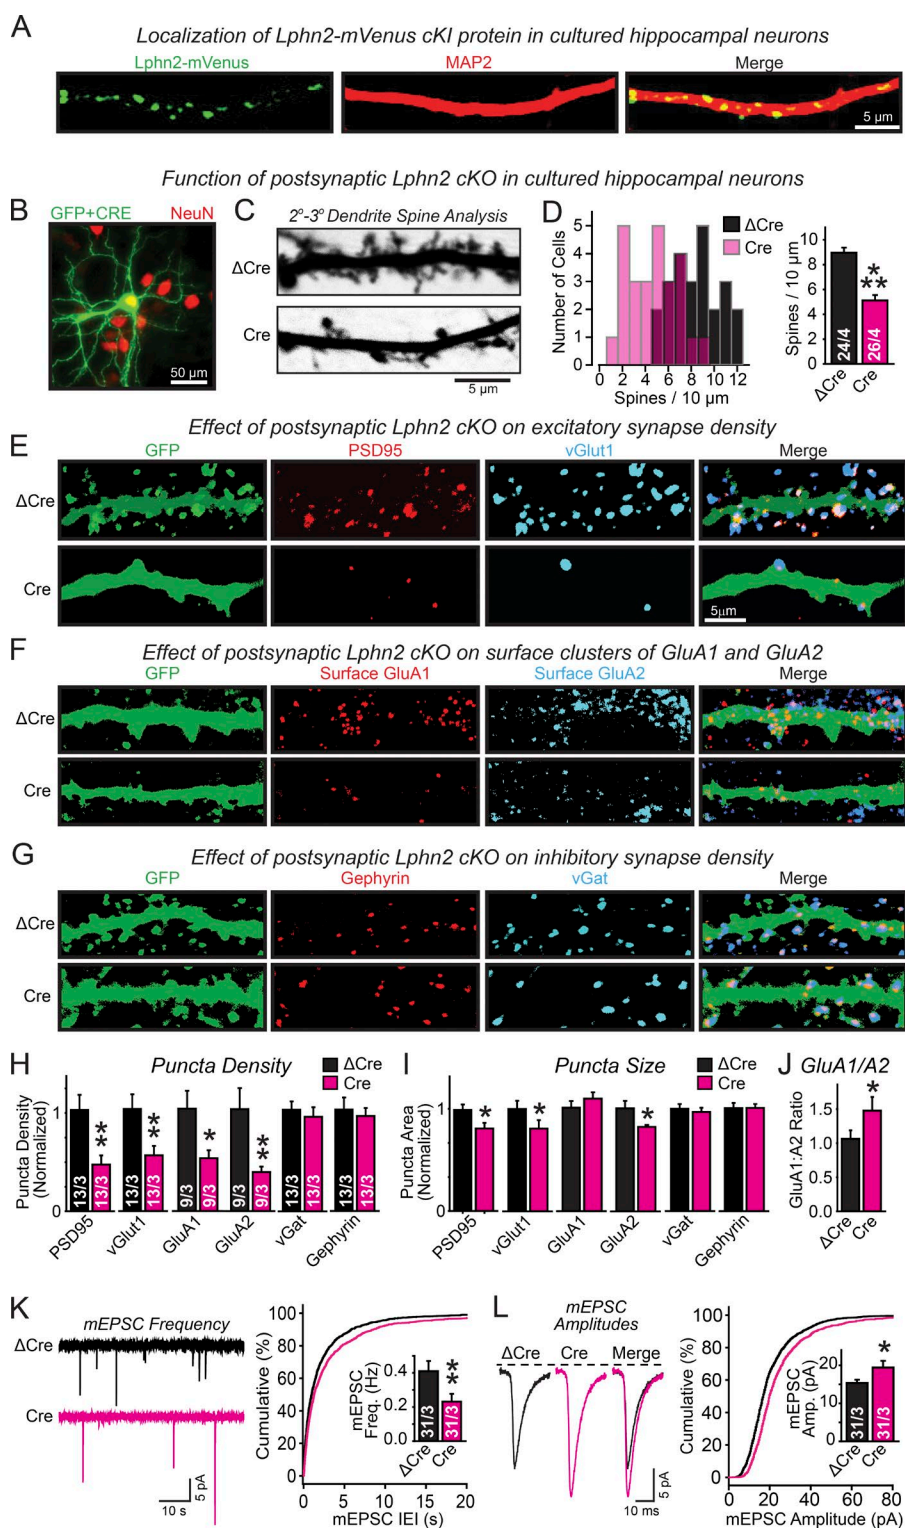 A
Localization of Lphn2-mVenus cKI protein in cultured hippocampal neurons
Lphn2-mVenus MAP2 Merge
5 µm
Function of postsynaptic Lphn2 cKO in cultured hippocampal neurons
B
GFP+CRE NeuN
50 µm
C
2º-3º Dendrite Spine Analysis
ΔCre
Cre
5 µm
D
ΔCre
Cre
Number of Cells
5
4
3
2
1
0
0 2 4 6 8 10 12
Spines / 10 µm
Spines / 10 µm
10
8
6
4
2
0
***
24/4 26/4
ΔCre Cre
Effect of postsynaptic Lphn2 cKO on excitatory synapse density
E
GFP PSD95 vGlut1 Merge
ΔCre
Cre
5µm
F
Effect of postsynaptic Lphn2 cKO on surface clusters of GluA1 and GluA2
GFP Surface GluA1 Surface GluA2 Merge
ΔCre
Cre
G
Effect of postsynaptic Lphn2 cKO on inhibitory synapse density
GFP Gephyrin vGat Merge
ΔCre
Cre
H
Puncta Density
ΔCre
Cre
Puncta Density
(Normalized)
1
0
** ** * **
13/3 13/3 13/3 13/3 9/3 9/3 9/3 9/3 13/3 13/3 13/3 13/3
PSD95 vGlut1 GluA1 GluA2 vGat Gephyrin
I
Puncta Size
ΔCre
Cre
Puncta Area
(Normalized)
1
0
* * *
PSD95 vGlut1 GluA1 GluA2 vGat Gephyrin
J
GluA1/A2
GluA1:A2 Ratio
1.5
1.0
0.5
0.0
*
ΔCre Cre
K
mEPSC Frequency
ΔCre
Cre
5 pA
10 s
Cumulative (%)
100
80
60
40
20
0
0 5 10 15 20
mEPSC IEI (s)
mEPSC
Freq. (Hz)
0.4
0.2
0.0
**
31/3 31/3
ΔCre Cre
L
mEPSC
Amplitudes
ΔCre Cre Merge
5 pA
10 ms
Cumulative (%)
100
80
60
40
20
0
0 20 40 60 80
mEPSC Amplitude (pA)
mEPSC
Amp. (pA)
20
10
0
*
31/3 31/3
ΔCre Cre